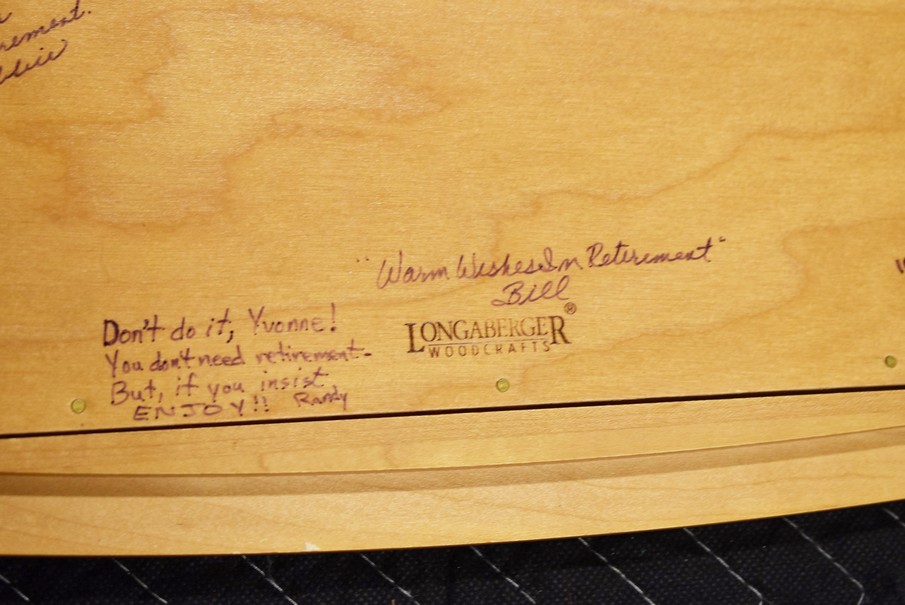 "Warm Wishes In Retirement"
Bill
LONGABERGER®
WOODCRAFTS
Don't do it, Yvonne!
You don't need retirement-
But, if you insist
ENJOY!! Randy